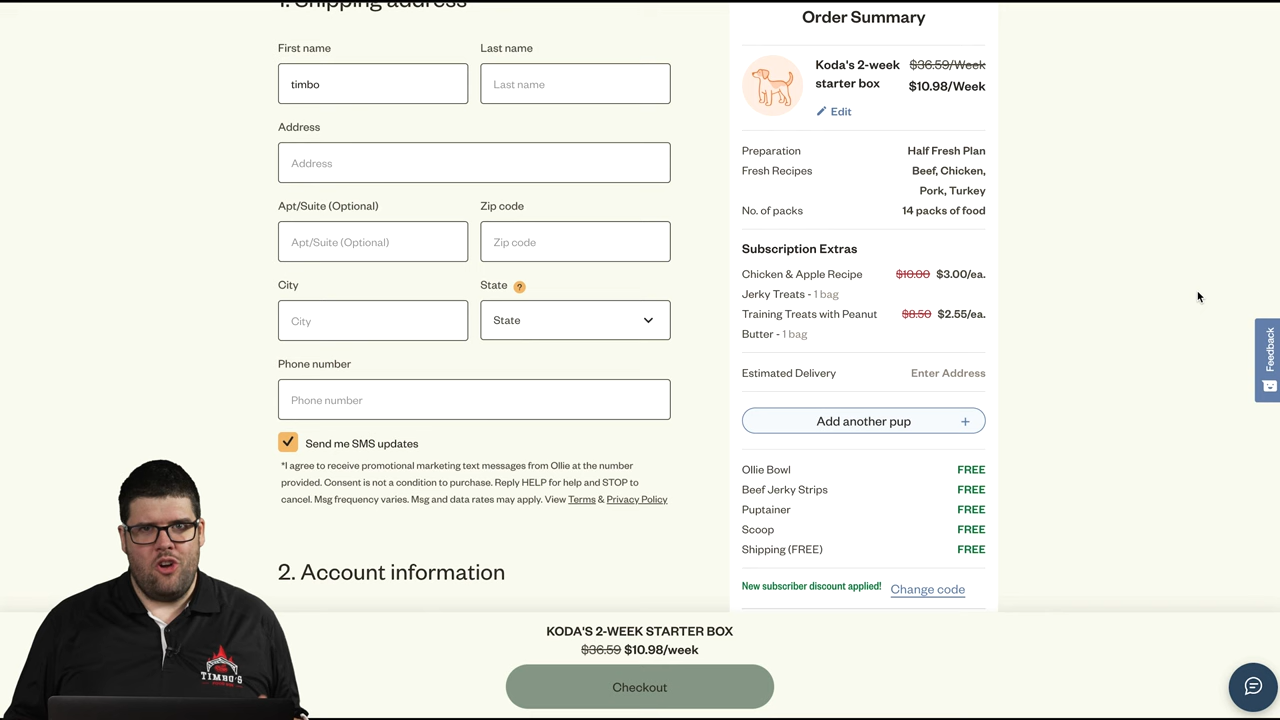 1. Shipping address
First name
Last name
timbo
Last name
Address
Address
Apt/Suite (Optional)
Zip code
Apt/Suite (Optional)
Zip code
City
State ?
City
State
Phone number
Phone number
Send me SMS updates
*I agree to receive promotional marketing text messages from Ollie at the number
provided. Consent is not a condition to purchase. Reply HELP for help and STOP to
cancel. Msg frequency varies. Msg and data rates may apply. View Terms & Privacy Policy
2. Account information
Order Summary
Koda's 2-week $36.59/Week
starter box $10.98/Week
Edit
Preparation Half Fresh Plan
Fresh Recipes Beef, Chicken,
Pork, Turkey
No. of packs 14 packs of food
Subscription Extras
Chicken & Apple Recipe $10.00 $3.00/ea.
Jerky Treats - 1 bag
Training Treats with Peanut $8.50 $2.55/ea.
Butter - 1 bag
Estimated Delivery Enter Address
Add another pup +
Ollie Bowl FREE
Beef Jerky Strips FREE
Puptainer FREE
Scoop FREE
Shipping (FREE) FREE
New subscriber discount applied! Change code
Feedback
KODA'S 2-WEEK STARTER BOX
$36.59 $10.98/week
Checkout
TIMBO'S